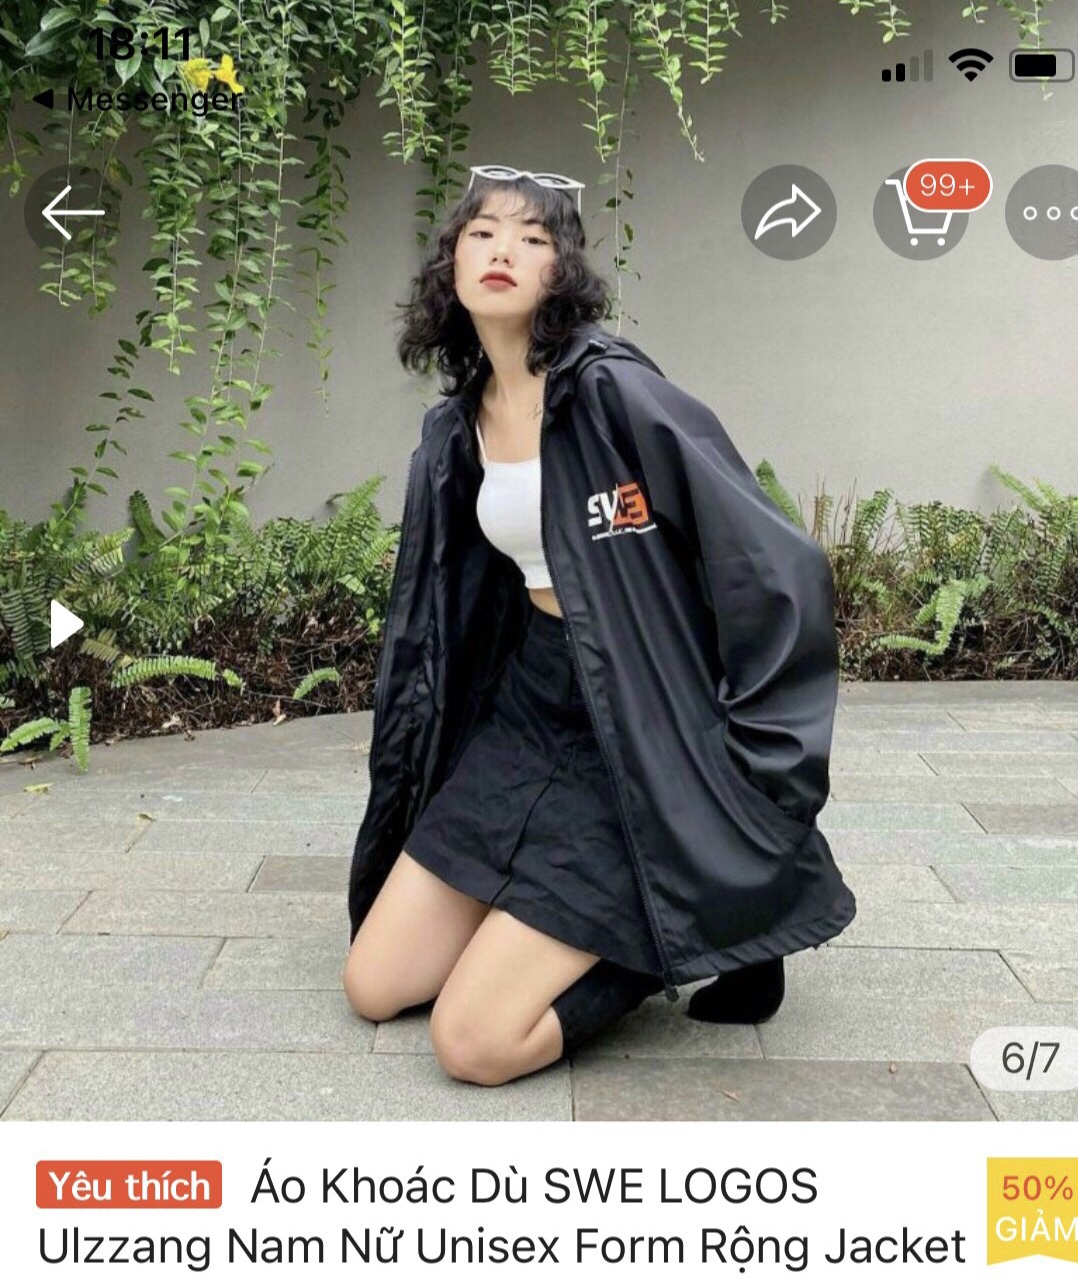 18:11
Messenger
99+
SWE
6/7
Yêu thích Áo Khoác Dù SWE LOGOS
Ulzzang Nam Nữ Unisex Form Rộng Jacket
50%
GIẢM